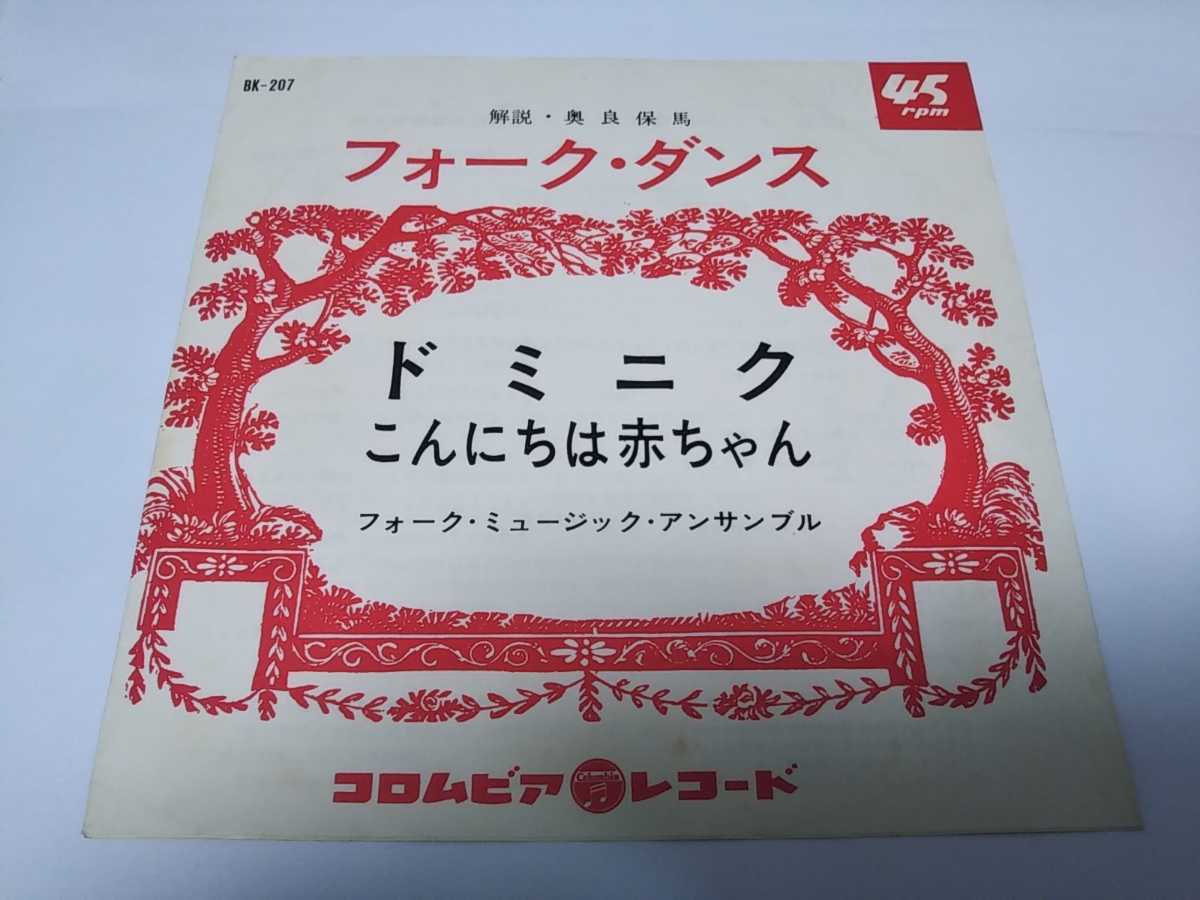 BK-207
45
rpm
解説・奥良保馬
フォーク・ダンス
ドミニク
こんにちは赤ちゃん
フォーク・ミュージック・アンサンブル
コロムビア Columbia レコード